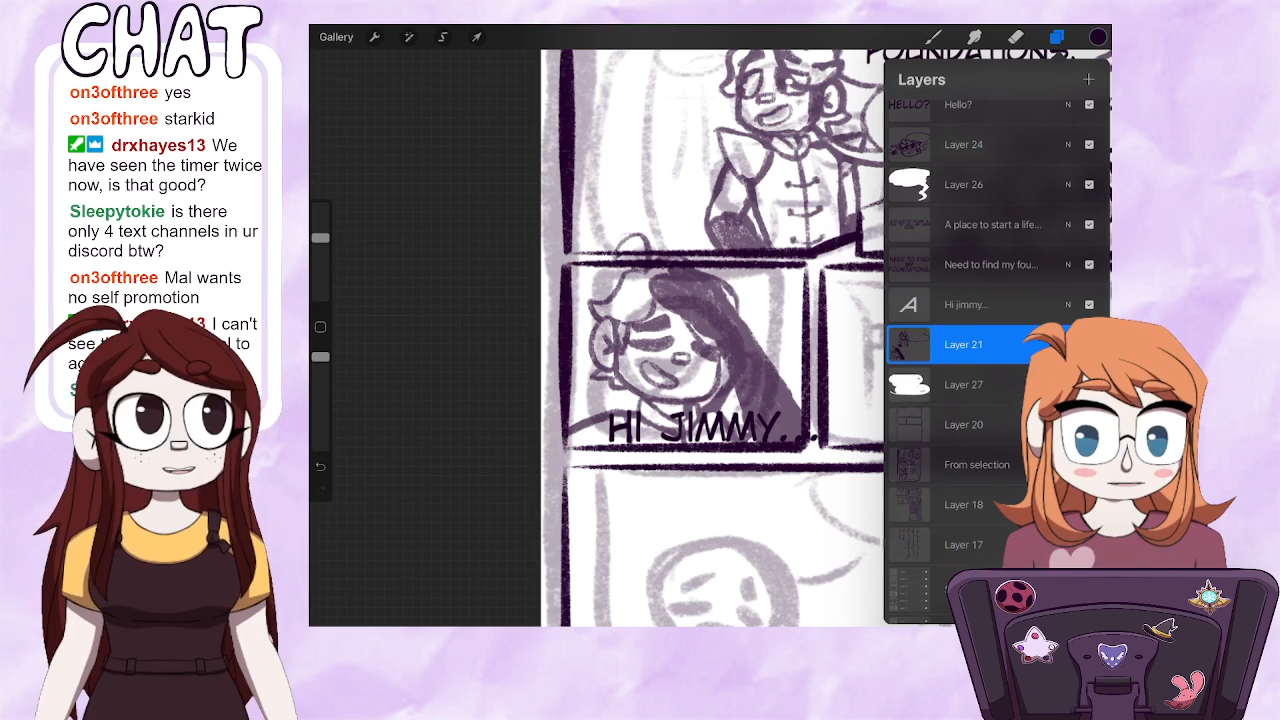 CHAT
on3ofthree yes
on3ofthree starkid
drxhayes13 We
have seen the timer twice
now, is that good?
Sleepytokie is there
only 4 text channels in ur
discord btw?
on3ofthree Mal wants
no self promotion
13 I can't
see
to
Gallery
FOUNDATIONS.
HI JIMMY...
Layers
HELLO?
Hello? N
Layer 24 N
Layer 26 N
A place to start a life... N
Need to find my fou... N
A
Hi jimmy... N
Layer 21
Layer 27
Layer 20
From selection
Layer 18
Layer 17